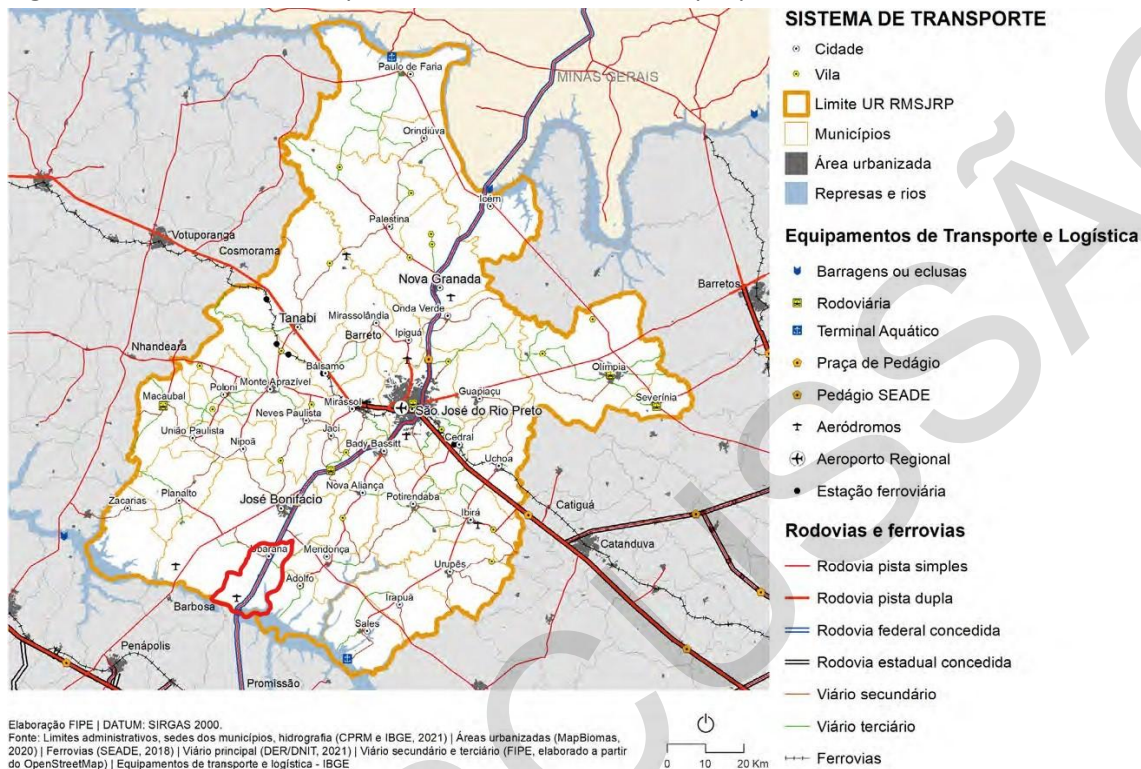 SISTEMA DE TRANSPORTE
Cidade
Vila
Limite UR RMSJRP
Municípios
Área urbanizada
Represas e rios
Equipamentos de Transporte e Logística
Barragens ou eclusas
Rodoviária
Terminal Aquático
Praça de Pedágio
Pedágio SEADE
Aeródromos
Aeroporto Regional
Estação ferroviária
Rodovias e ferrovias
Rodovia pista simples
Rodovia pista dupla
Rodovia federal concedida
Rodovia estadual concedida
Viário secundário
Viário terciário
Ferrovias
Paulo de Faria
MINAS GERAIS
Orindiúva
Icem
Palestina
Votuporanga
Cosmorama
Nova Granada
Barretos
Onda Verde
Tanabi
Mirassolândia
Barreto
Ipiguá
Nhandeara
Bálsamo
Olímpia
Macaubal
Poloni
Monte Aprazível
Guapiaçu
Severínia
Neves Paulista
Mirassol
São José do Rio Preto
União Paulista
Jaci
Nipoã
Bady Bassitt
Cedral
Uchoa
Zacarias
Planalto
José Bonifácio
Nova Aliança
Potirendaba
Ibirá
Catiguá
Catanduva
Ubarana
Mendonça
Adolfo
Urupês
Barbosa
Irapuã
Sales
Penápolis
Promissão
Elaboração FIPE | DATUM: SIRGAS 2000.
Fonte: Limites administrativos, sedes dos municípios, hidrografia (CPRM e IBGE, 2021) | Áreas urbanizadas (MapBiomas,
2020) | Ferrovias (SEADE, 2018) | Viário principal (DER/DNIT, 2021) | Viário secundário e terciário (FIPE, elaborado a partir
do OpenStreetMap) | Equipamentos de transporte e logística - IBGE
0 10 20 Km